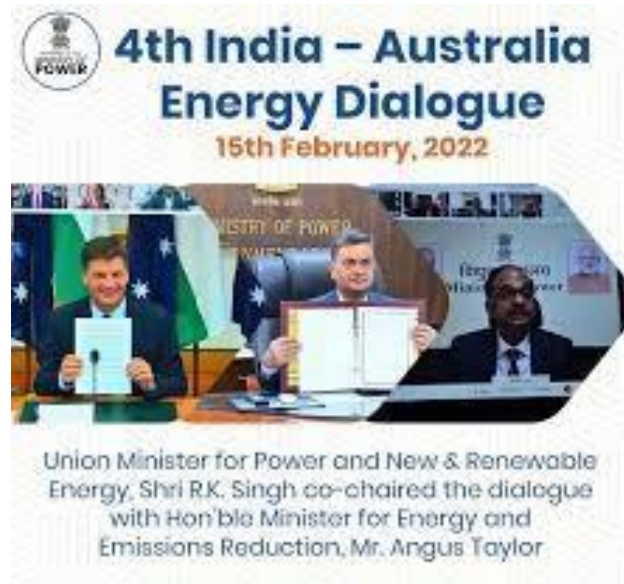 POWER
4th India – Australia
Energy Dialogue
15th February, 2022
MINISTRY OF POWER
Union Minister for Power and New & Renewable
Energy, Shri R.K. Singh co-chaired the dialogue
with Hon'ble Minister for Energy and
Emissions Reduction, Mr. Angus Taylor